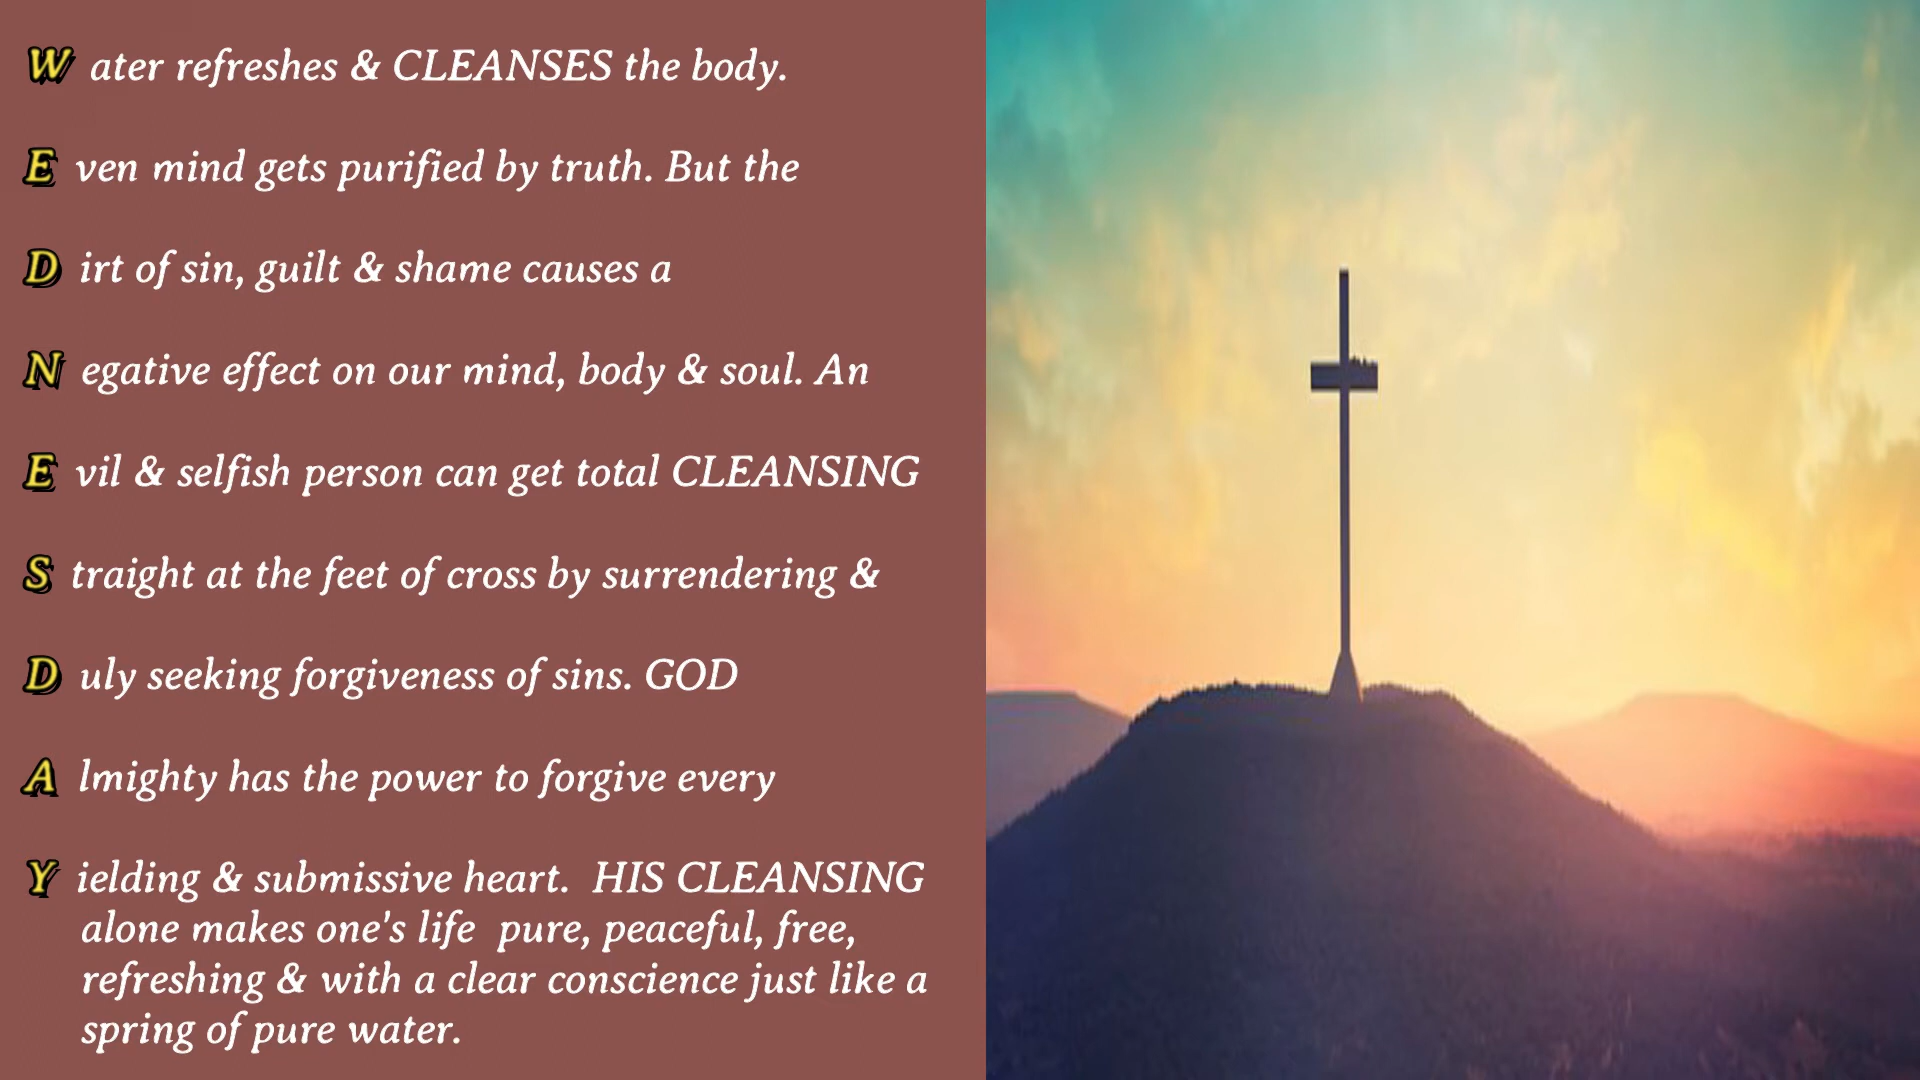 W ater refreshes & CLEANSES the body.
E ven mind gets purified by truth. But the
D irt of sin, guilt & shame causes a
N egative effect on our mind, body & soul. An
E vil & selfish person can get total CLEANSING
S traight at the feet of cross by surrendering &
D uly seeking forgiveness of sins. GOD
A lmighty has the power to forgive every
Y ielding & submissive heart. HIS CLEANSING
alone makes one's life pure, peaceful, free,
refreshing & with a clear conscience just like a
spring of pure water.